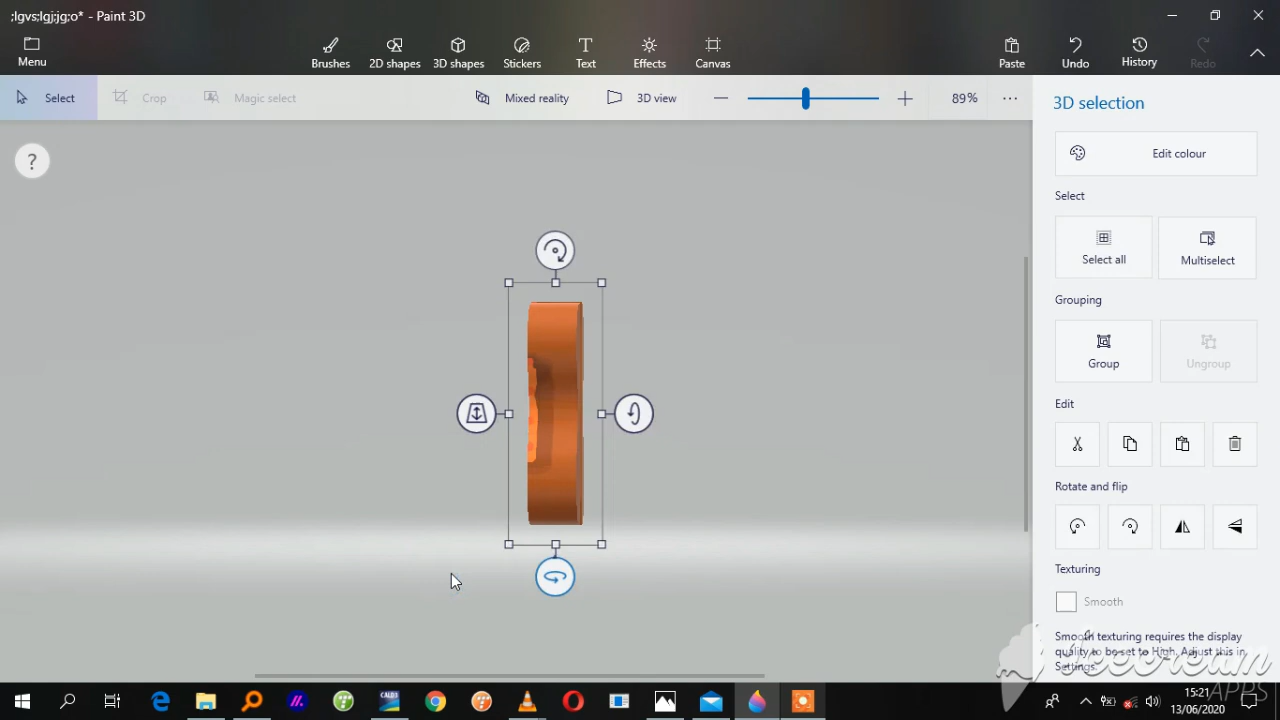 ;lgvs;lgj;jg;o* - Paint 3D
Menu
Brushes
2D shapes
3D shapes
Stickers
Text
Effects
Canvas
Paste
Undo
History
Redo
Select
Crop
Magic select
Mixed reality
3D view
89%
?
3D selection
Edit colour
Select
Select all
Multiselect
Grouping
Group
Ungroup
Edit
Rotate and flip
Texturing
Smooth
Smooth texturing requires the display
quality to be set to High. Adjust this in
Settings.
Icecream
APPS
CALEB
15:21
13/06/2020